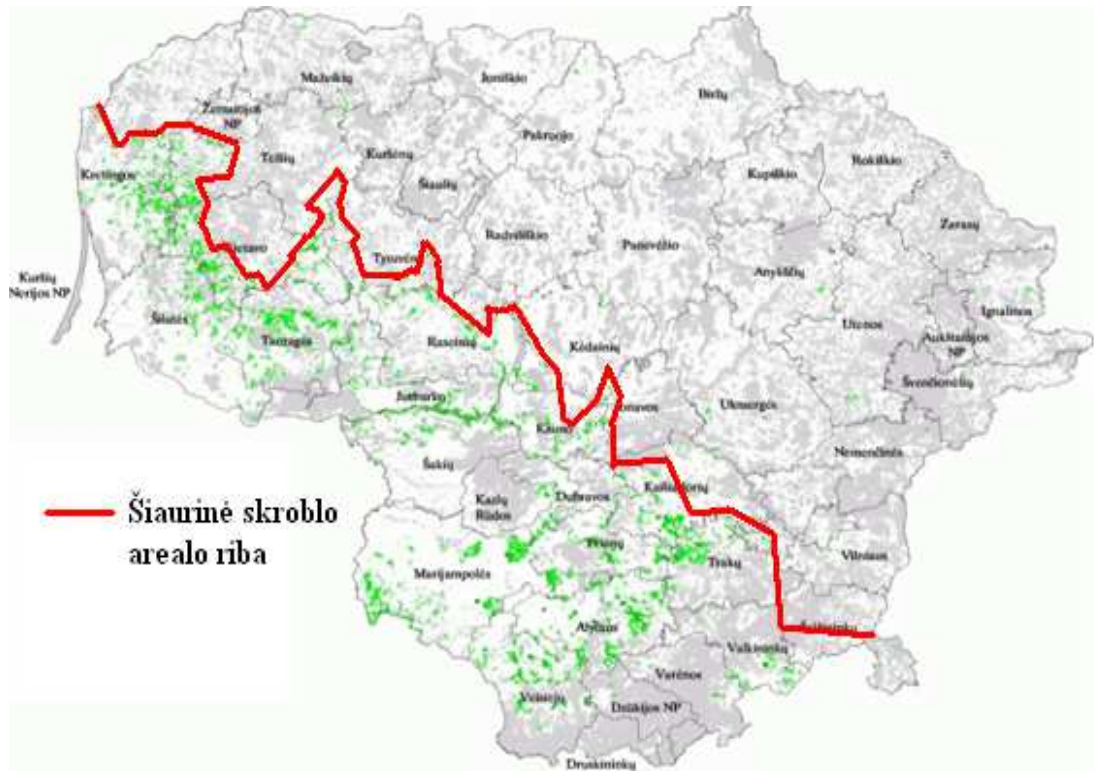 Mažeikių
Joniškio
Biržų
Žemaitijos
NP
Pakruojo
Telšių
Kuršėnų
Rokiškio
Kretingos
Šiaulių
Kupiškio
Zarasų
Radviliškio
Panevėžio
Tytuvėnų
Kuršių
Nerijos NP
Anykščių
Ignalinos
Utenos
Šilutės
Aukštaitijos
NP
Tauragės
Raseinių
Kėdainių
Švenčionėlių
Jurbarko
Ukmergės
Kauno
Nemenčinės
Šakių
Kaišiadorių
Dubravos
Kazlų
Rūdos
Šiaurinė skroblo
arealo riba
Prienų
Vilniaus
Trakų
Marijampolės
Alytaus
Valkininkų
Varėnos
Veisiejų
Dzūkijos NP
Druskininkų